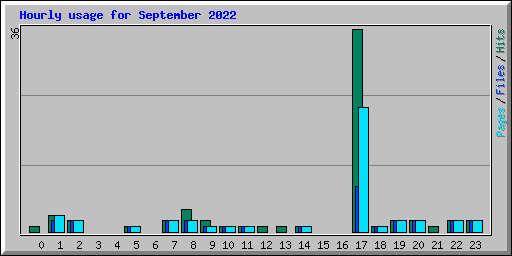 Hourly usage for September 2022
36
Pages/Files/Hits
0 1 2 3 4 5 6 7 8 9 10 11 12 13 14 15 16 17 18 19 20 21 22 23